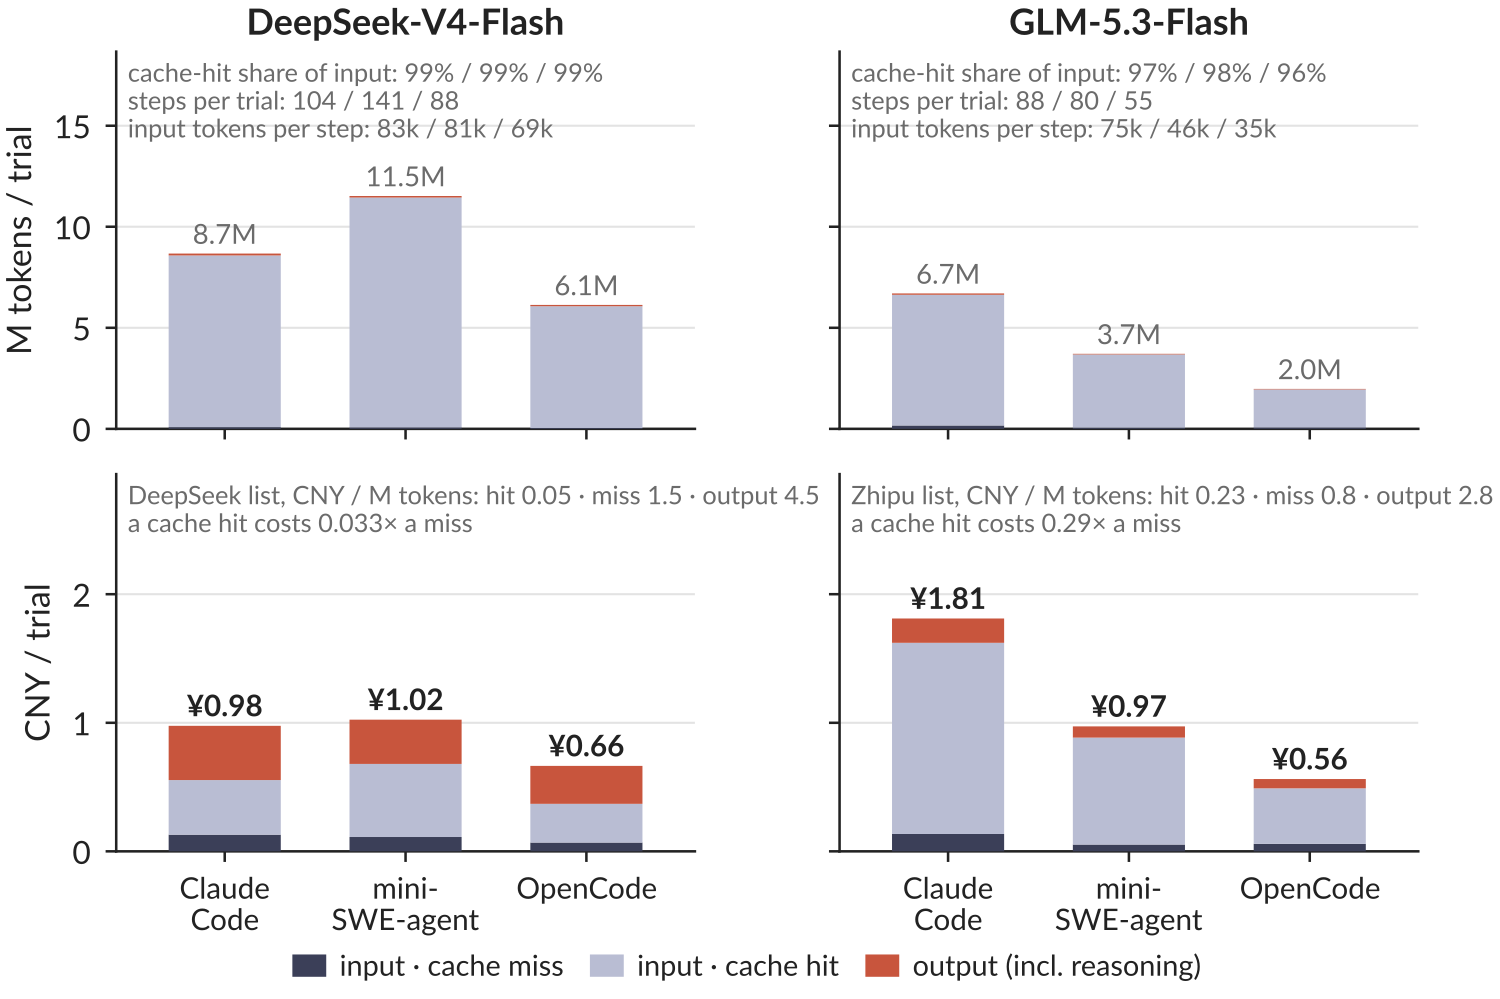 DeepSeek-V4-Flash
GLM-5.3-Flash
cache-hit share of input: 99% / 99% / 99%
steps per trial: 104 / 141 / 88
input tokens per step: 83k / 81k / 69k
cache-hit share of input: 97% / 98% / 96%
steps per trial: 88 / 80 / 55
input tokens per step: 75k / 46k / 35k
M tokens / trial
15
10
5
0
8.7M
11.5M
6.1M
6.7M
3.7M
2.0M
DeepSeek list, CNY / M tokens: hit 0.05 · miss 1.5 · output 4.5
a cache hit costs 0.033× a miss
Zhipu list, CNY / M tokens: hit 0.23 · miss 0.8 · output 2.8
a cache hit costs 0.29× a miss
CNY / trial
2
1
0
¥0.98
¥1.02
¥0.66
¥1.81
¥0.97
¥0.56
Claude
Code
mini-
SWE-agent
OpenCode
Claude
Code
mini-
SWE-agent
OpenCode
input · cache miss
input · cache hit
output (incl. reasoning)